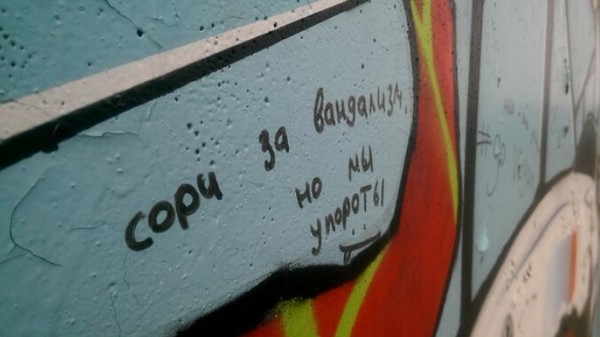 сори за вандализм,
но мы
упороты